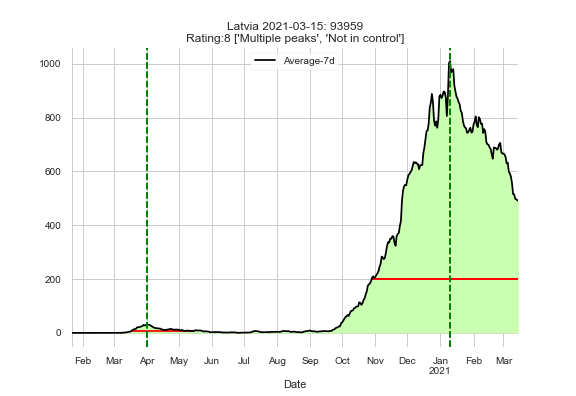 Latvia 2021-03-15: 93959
Rating:8 ['Multiple peaks', 'Not in control']
Average-7d
1000
800
600
400
200
0
Feb Mar Apr May Jun Jul Aug Sep Oct Nov Dec Jan Feb Mar
2021
Date